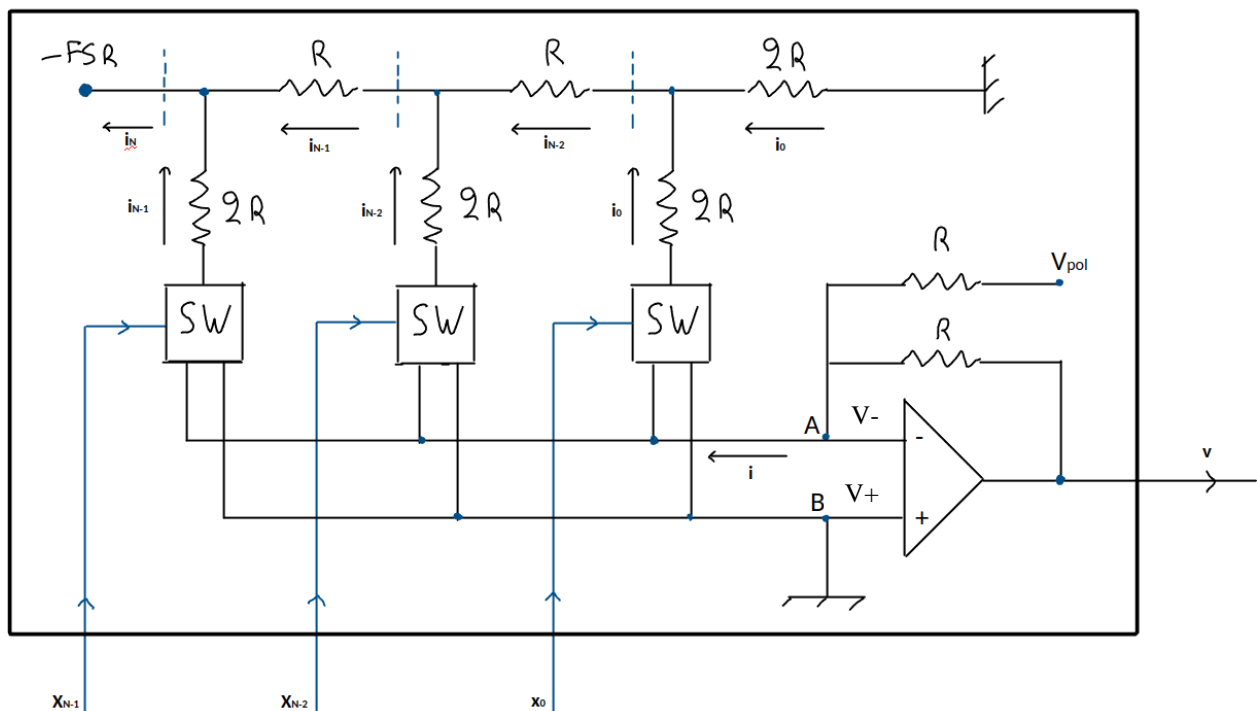 -FSR R R 2R
iN iN-1 iN-2 i0
iN-1 2R iN-2 2R i0 2R
R Vpol
SW SW SW R
A V- -
i v
B V+ +
XN-1 XN-2 x0